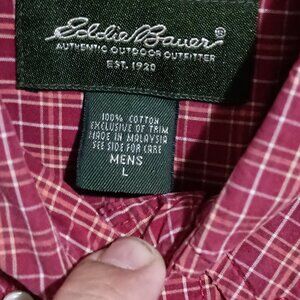 Eddie Bauer®
AUTHENTIC OUTDOOR OUTFITTER
EST. 1920
100% COTTON
EXCLUSIVE OF TRIM
MADE IN MALAYSIA
SEE SIDE FOR CARE
MENS
L